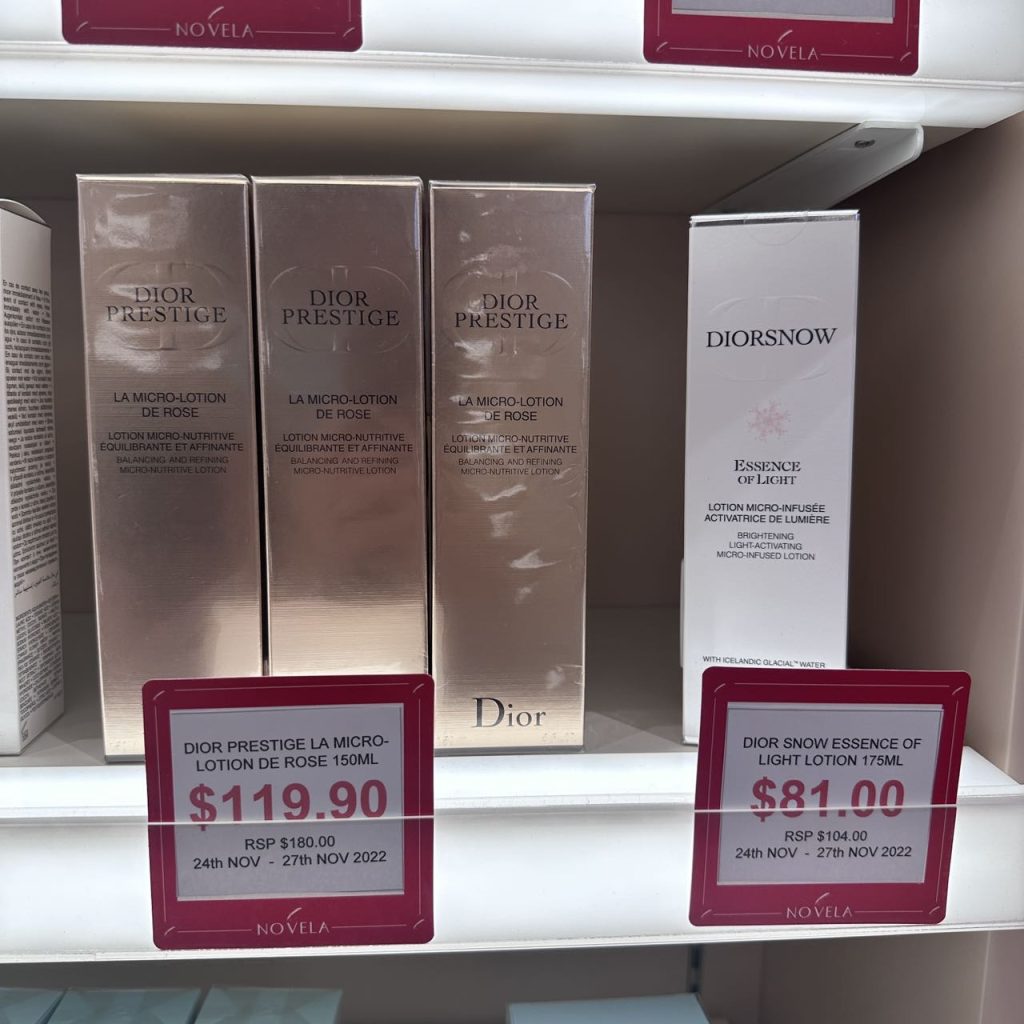 NOVELA
NOVELA
DIOR
PRESTIGE
LA MICRO-LOTION
DE ROSE
LOTION MICRO-NUTRITIVE
ÉQUILIBRANTE ET AFFINANTE
BALANCING AND REFINING
MICRO-NUTRITIVE LOTION
DIOR
PRESTIGE
LA MICRO-LOTION
DE ROSE
LOTION MICRO-NUTRITIVE
ÉQUILIBRANTE ET AFFINANTE
BALANCING AND REFINING
MICRO-NUTRITIVE LOTION
DIOR
PRESTIGE
LA MICRO-LOTION
DE ROSE
LOTION MICRO-NUTRITIVE
ÉQUILIBRANTE ET AFFINANTE
BALANCING AND REFINING
MICRO-NUTRITIVE LOTION
Dior
DIORSNOW
ESSENCE
OF LIGHT
LOTION MICRO-INFUSÉE
ACTIVATRICE DE LUMIÈRE
BRIGHTENING
LIGHT-ACTIVATING
MICRO-INFUSED LOTION
WITH ICELANDIC GLACIAL™ WATER
DIOR PRESTIGE LA MICRO-
LOTION DE ROSE 150ML
$119.90
RSP $180.00
24th NOV - 27th NOV 2022
NOVELA
DIOR SNOW ESSENCE OF
LIGHT LOTION 175ML
$81.00
RSP $104.00
24th NOV - 27th NOV 2022
NOVELA